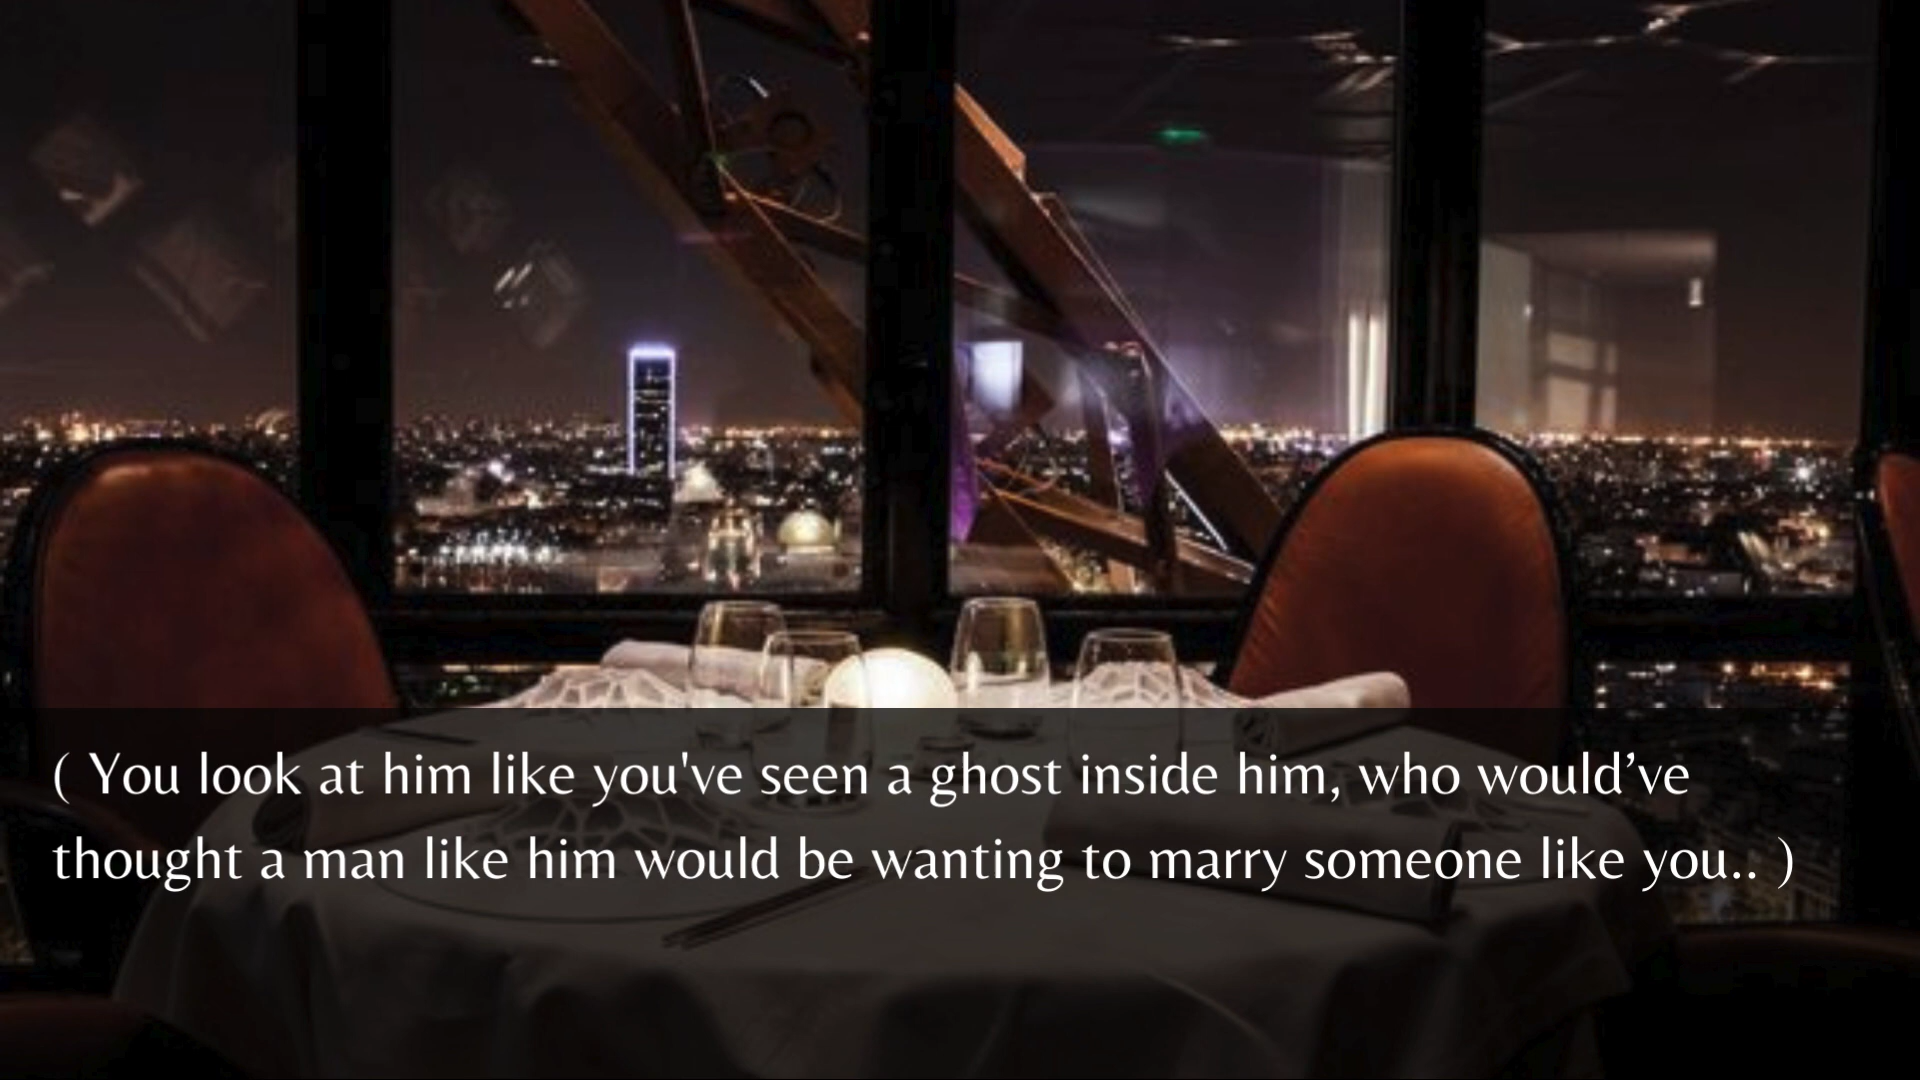 ( You look at him like you've seen a ghost inside him, who would’ve
thought a man like him would be wanting to marry someone like you.. )